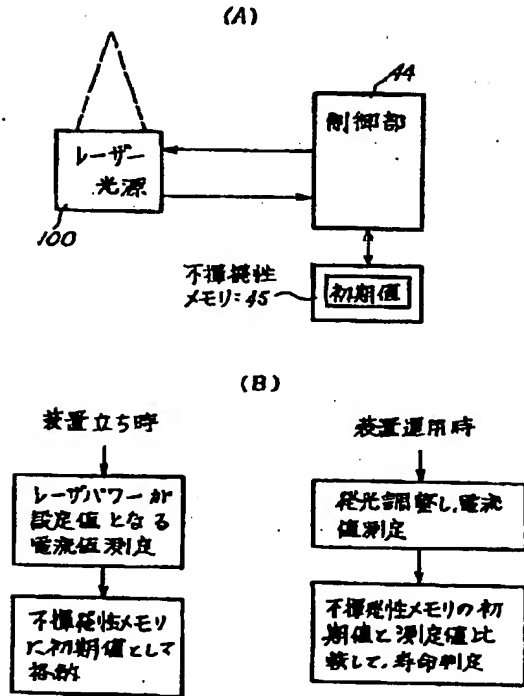 (A)
44
制御部
レーザー
光源
100
不揮発性
メモリ:45
初期値
(B)
装置立ち時
装置運用時
レーザパワーが
設定値となる
電流値測定
発光調整し,電流
値測定
不揮発性メモリ
に初期値として
格納
不揮発性メモリの初
期値と測定値比
較して,寿命判定